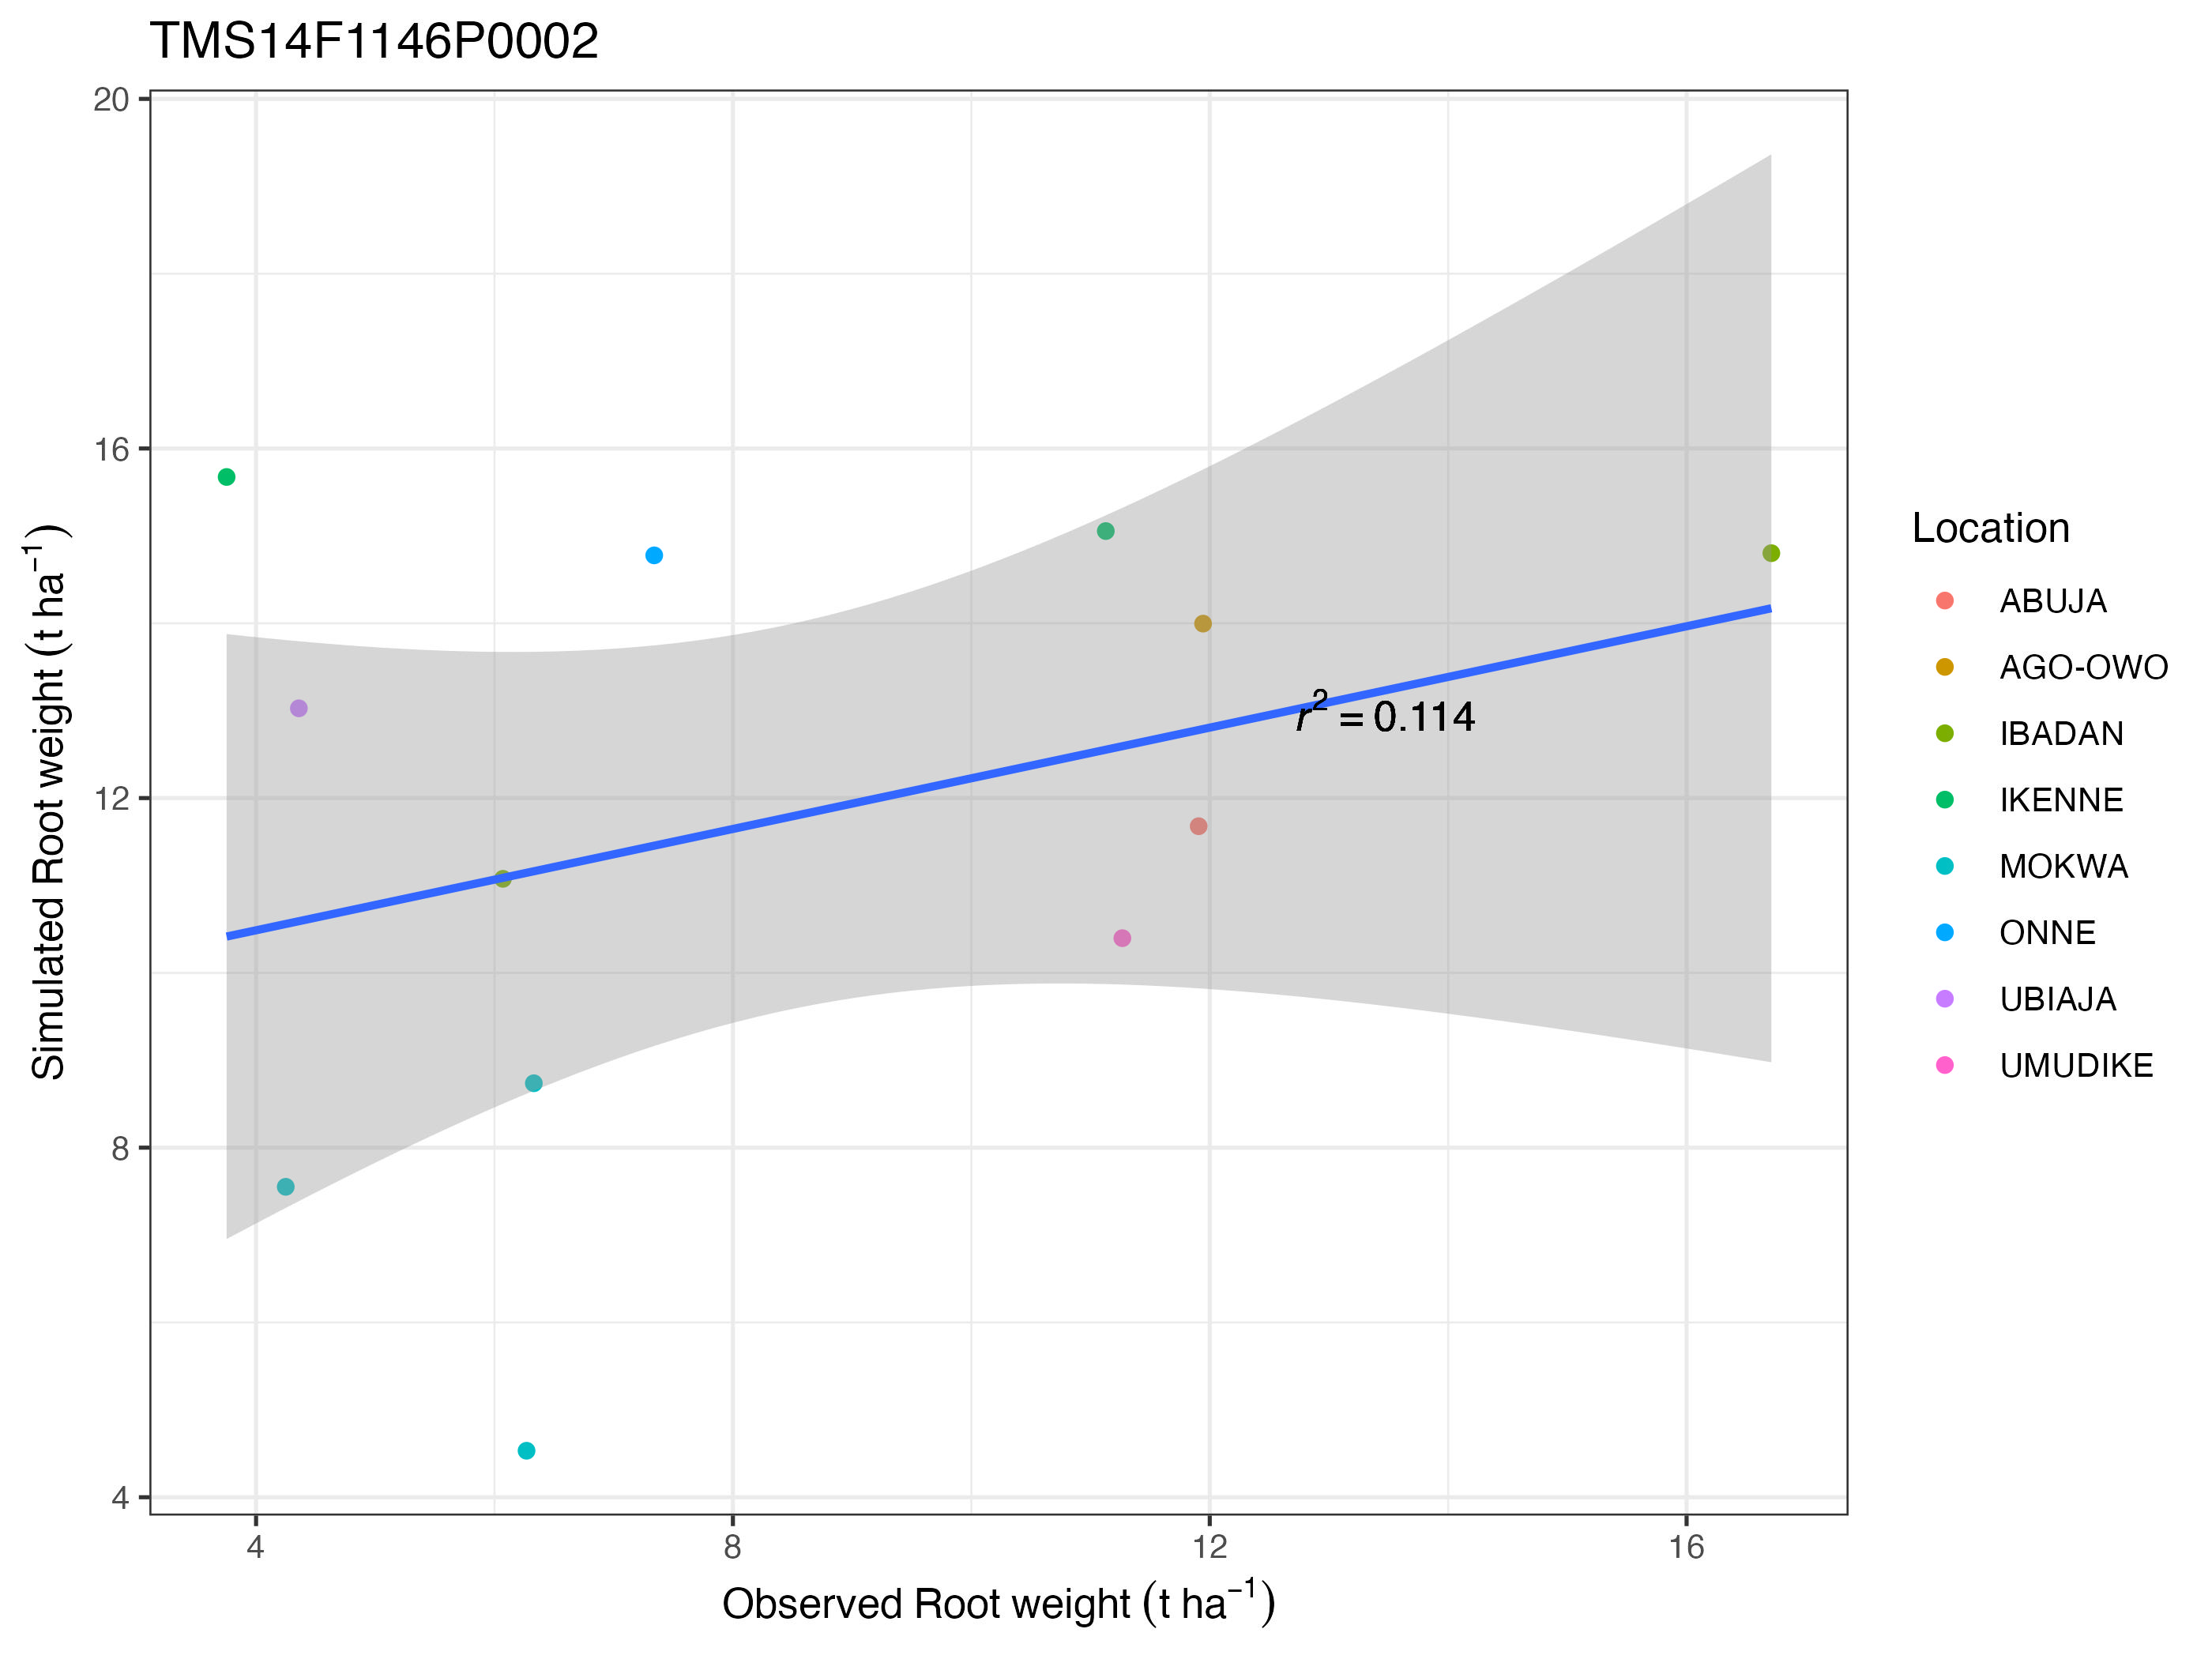 TMS14F1146P0002
20
16
12
8
4
Simulated Root weight (t ha⁻¹)
r² = 0.114
4 8 12 16
Observed Root weight (t ha⁻¹)
Location
ABUJA
AGO-OWO
IBADAN
IKENNE
MOKWA
ONNE
UBIAJA
UMUDIKE